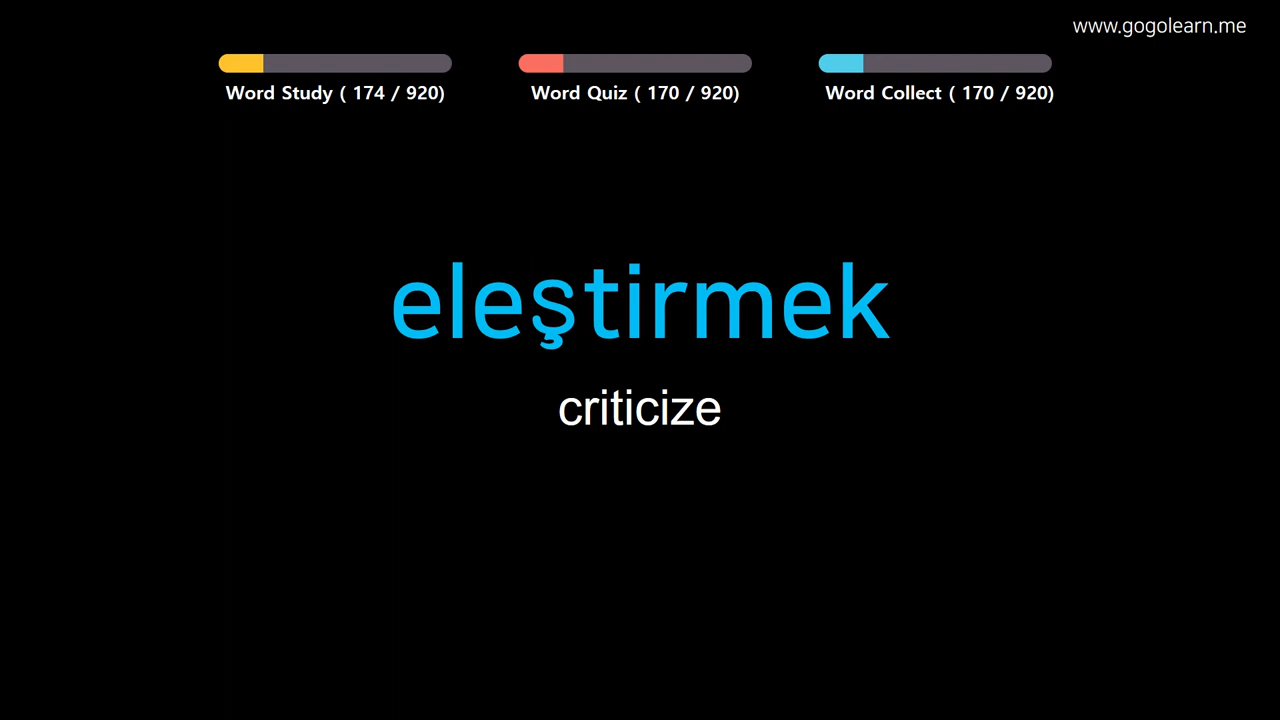 www.gogolearn.me
Word Study ( 174 / 920)
Word Quiz ( 170 / 920)
Word Collect ( 170 / 920)
eleştirmek
criticize